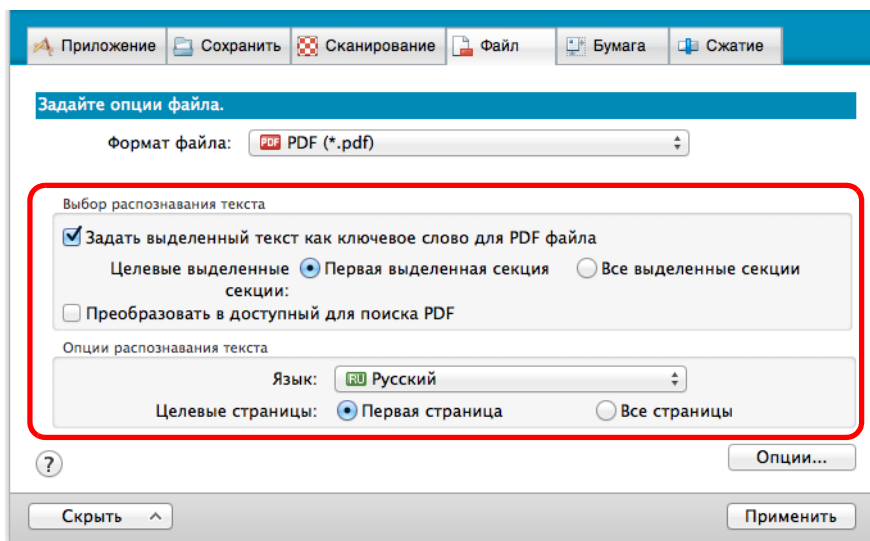 Приложение Сохранить Сканирование Файл Бумага Сжатие
Задайте опции файла.
Формат файла: PDF PDF (*.pdf)
Выбор распознавания текста
Задать выделенный текст как ключевое слово для PDF файла
Целевые выделенные секции: Первая выделенная секция Все выделенные секции
Преобразовать в доступный для поиска PDF
Опции распознавания текста
Язык: RU Русский
Целевые страницы: Первая страница Все страницы
? Опции...
Скрыть Применить